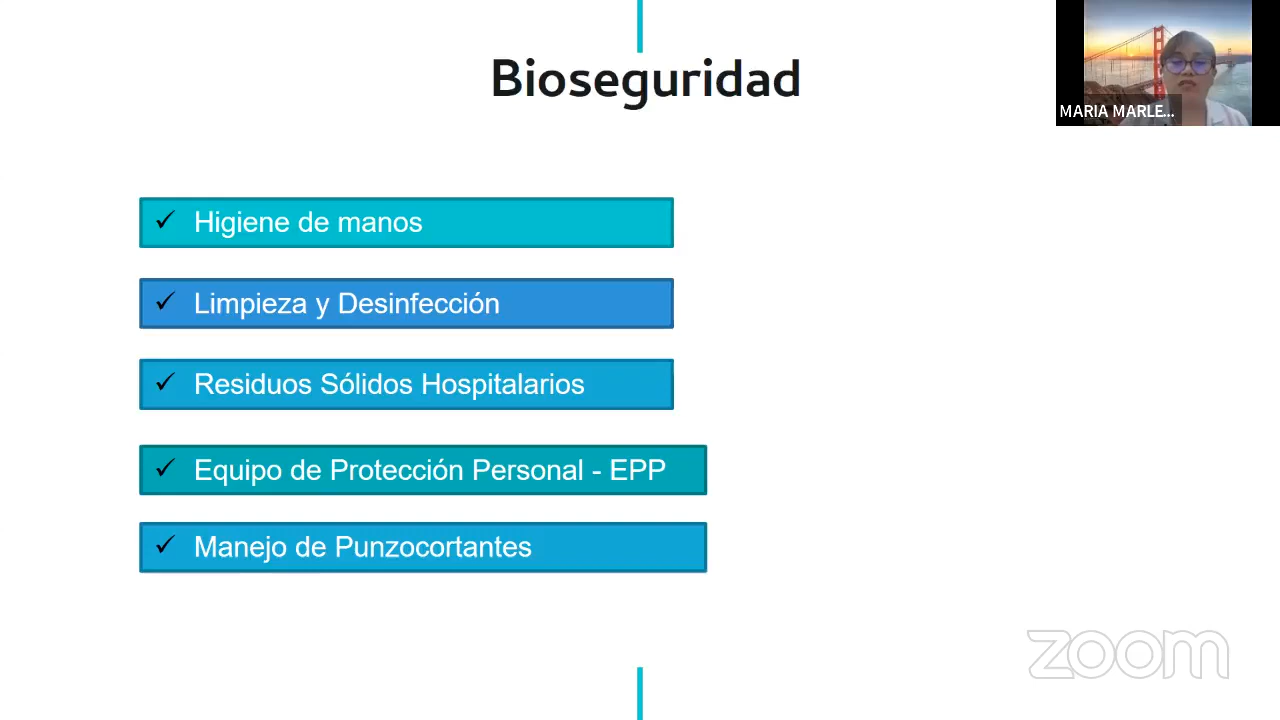 Bioseguridad
MARIA MARLE...
✓ Higiene de manos
✓ Limpieza y Desinfección
✓ Residuos Sólidos Hospitalarios
✓ Equipo de Protección Personal - EPP
✓ Manejo de Punzocortantes
zoom